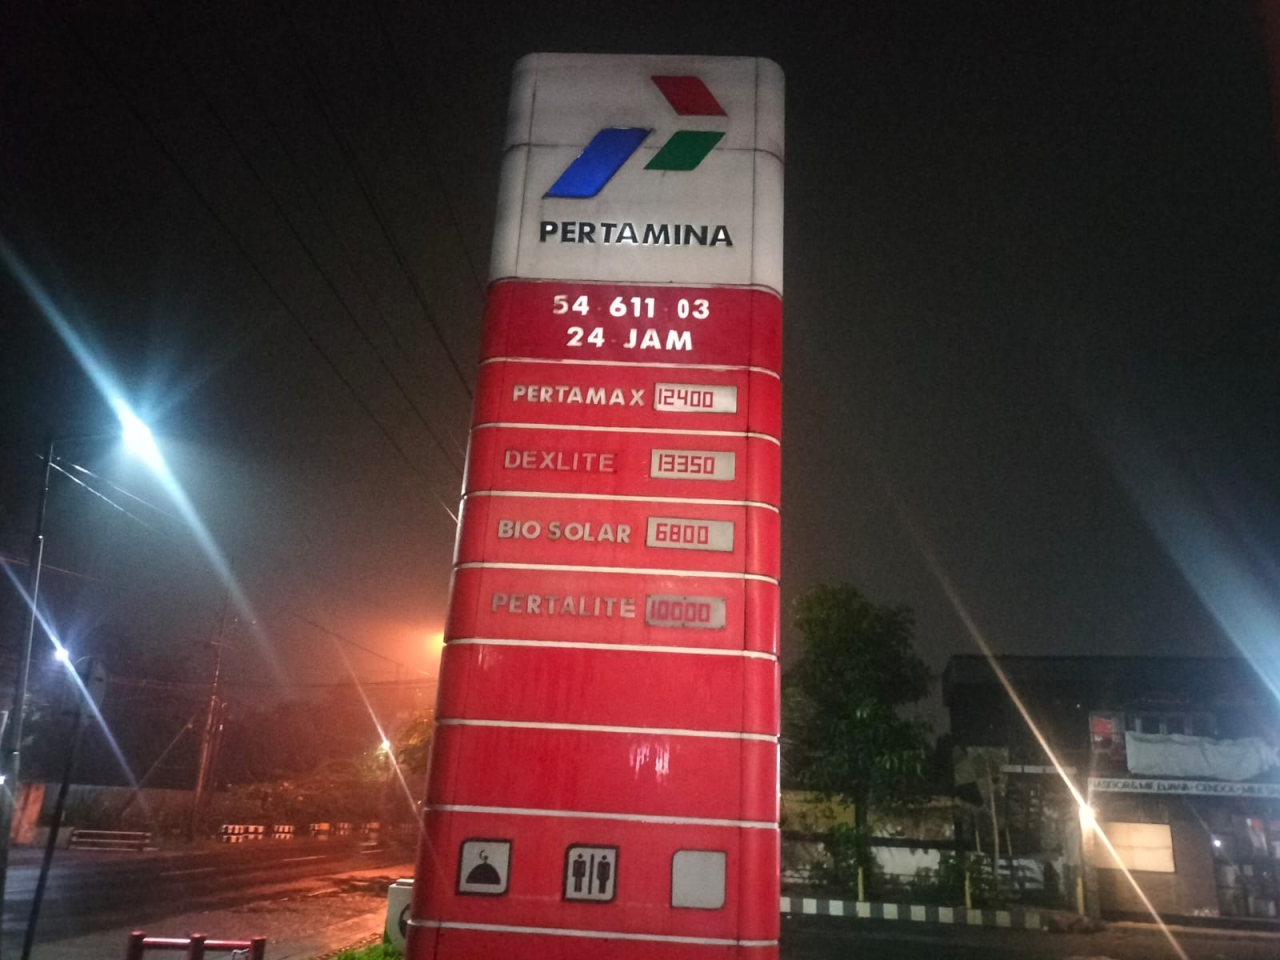 PERTAMINA
54 611 03
24 JAM
PERTAMAX 12400
DEXLITE 13350
BIO SOLAR 6800
PERTALITE 10000